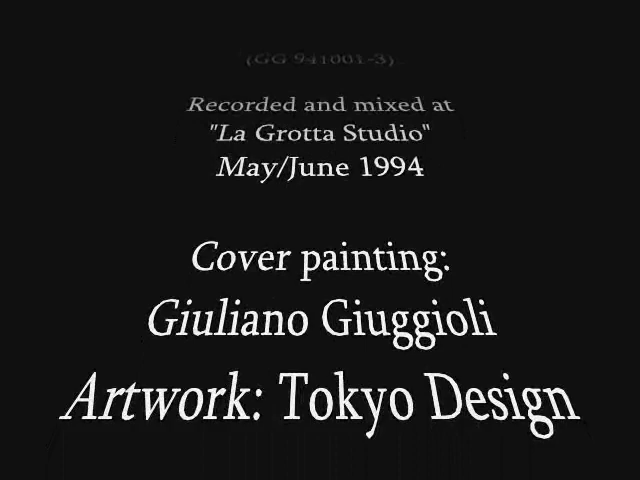 (GG 941001-3)
Recorded and mixed at
"La Grotta Studio"
May/June 1994
Cover painting:
Giuliano Giuggioli
Artwork: Tokyo Design